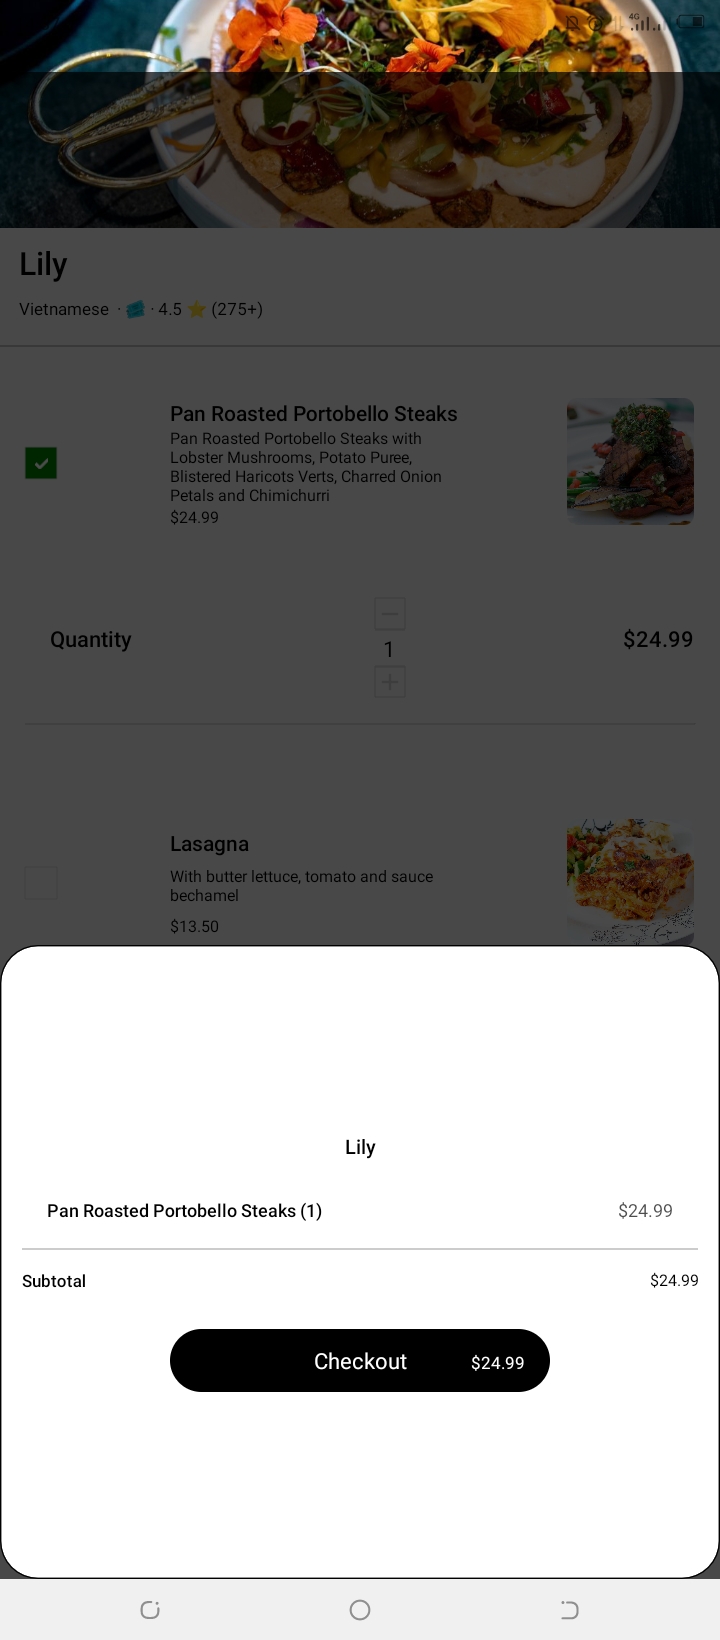 4G
Lily
Vietnamese · · 4.5 ⭐ (275+)
Pan Roasted Portobello Steaks
Pan Roasted Portobello Steaks with
Lobster Mushrooms, Potato Puree,
Blistered Haricots Verts, Charred Onion
Petals and Chimichurri
$24.99
Quantity
1
$24.99
Lasagna
With butter lettuce, tomato and sauce
bechamel
$13.50
Lily
Pan Roasted Portobello Steaks (1) $24.99
Subtotal $24.99
Checkout $24.99